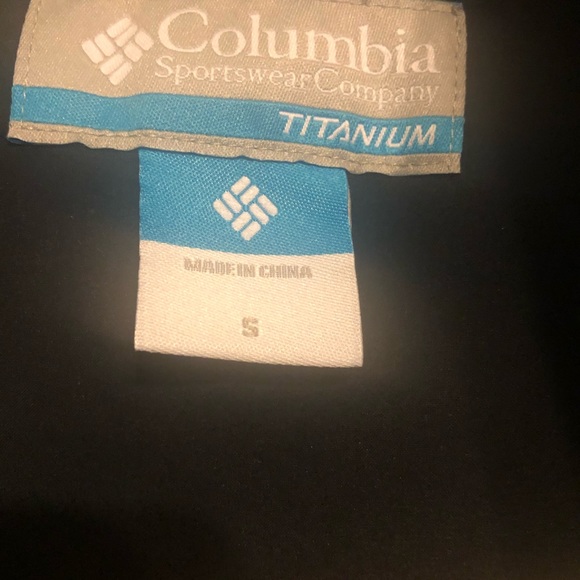 Columbia
Sportswear Company
TITANIUM
MADE IN CHINA
S